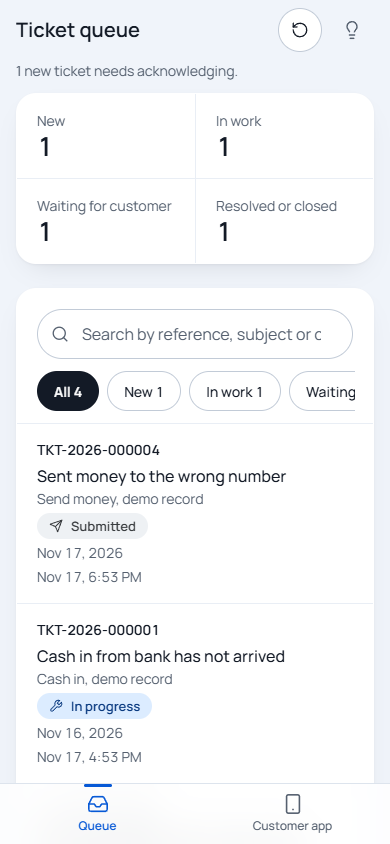 Ticket queue
1 new ticket needs acknowledging.
New
1
In work
1
Waiting for customer
1
Resolved or closed
1
Search by reference, subject or c
All 4
New 1
In work 1
Waiting
TKT-2026-000004
Sent money to the wrong number
Send money, demo record
Submitted
Nov 17, 2026
Nov 17, 6:53 PM
TKT-2026-000001
Cash in from bank has not arrived
Cash in, demo record
In progress
Nov 16, 2026
Nov 17, 4:53 PM
Queue
Customer app